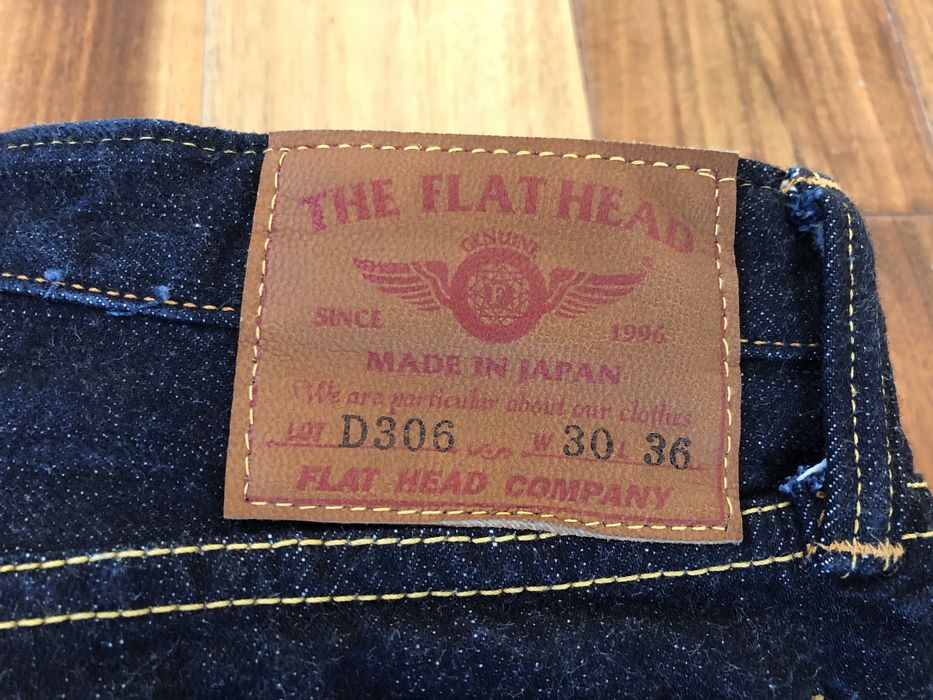 THE FLAT HEAD
GENUINE
F
SINCE 1996
MADE IN JAPAN
We are particular about our clothes
LOT D306 W 30 L 36
FLAT HEAD COMPANY